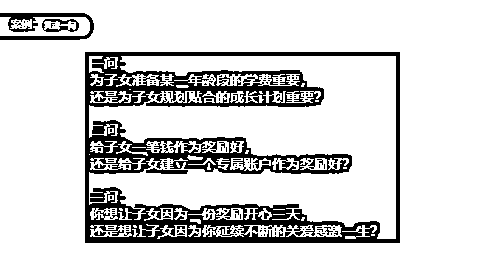 案例-灵魂三问
一问-
为子女准备某一年龄段的学费重要，
还是为子女规划贴合的成长计划重要？
二问-
给子女一笔钱作为奖励好，
还是给子女建立一个专属账户作为奖励好？
三问-
你想让子女因为一份奖励开心三天，
还是想让子女因为你延续不断的关爱感激一生？